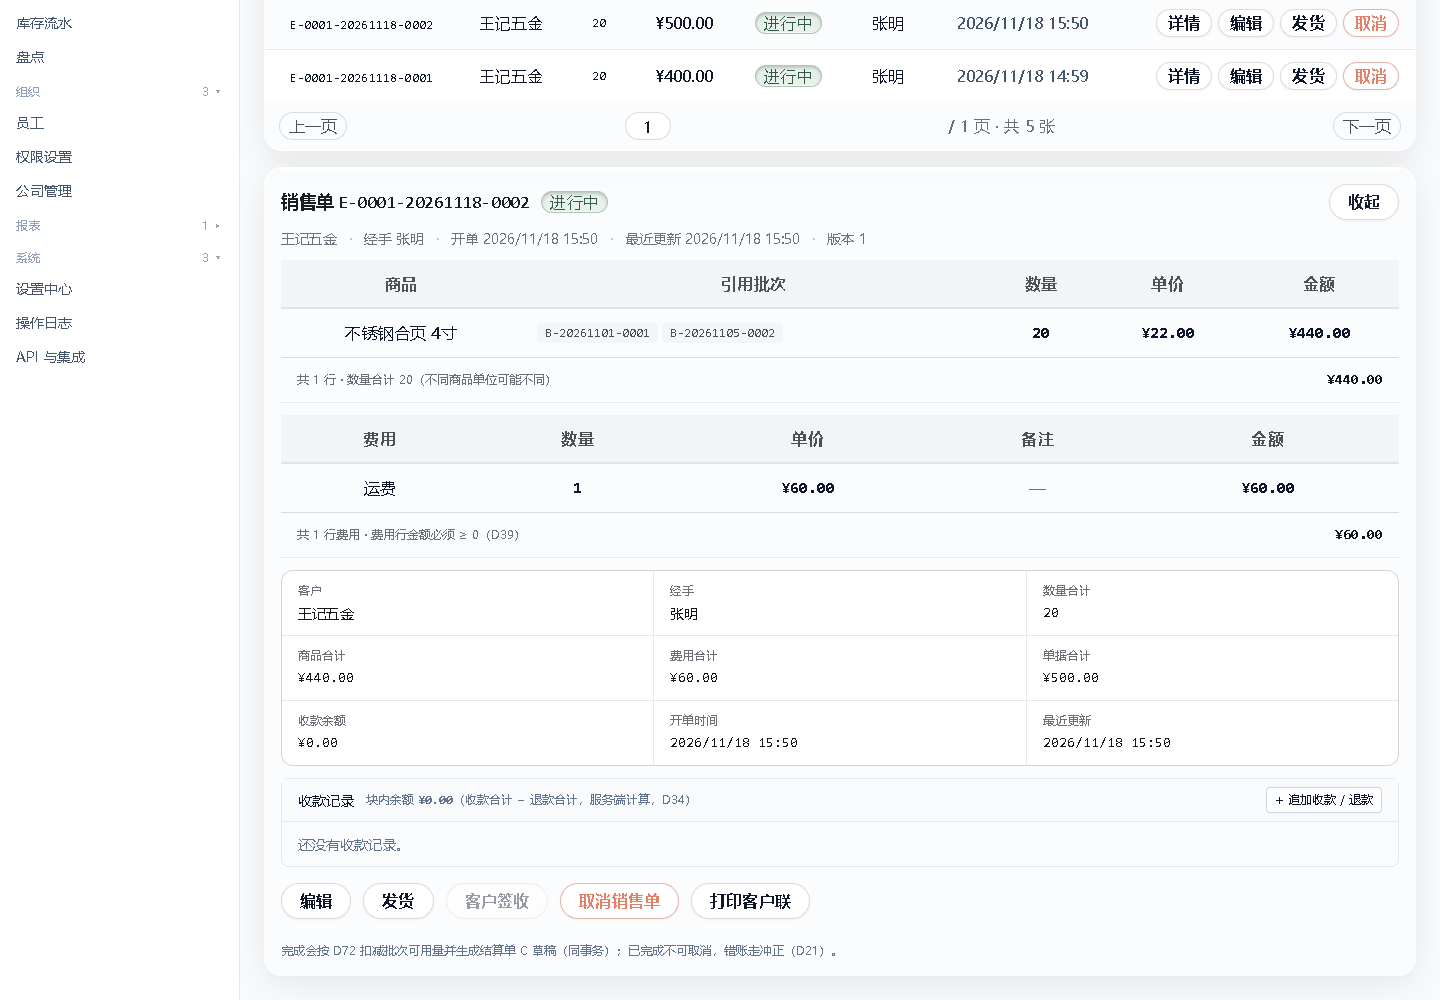 库存流水
盘点
组织 3
员工
权限设置
公司管理
报表 1
系统 3
设置中心
操作日志
API 与集成
E-0001-20261118-0002 王记五金 20 ¥500.00 进行中 张明 2026/11/18 15:50 详情 编辑 发货 取消
E-0001-20261118-0001 王记五金 20 ¥400.00 进行中 张明 2026/11/18 14:59 详情 编辑 发货 取消
上一页 1 / 1 页 · 共 5 张 下一页
销售单 E-0001-20261118-0002 进行中 收起
王记五金 · 经手 张明 · 开单 2026/11/18 15:50 · 最近更新 2026/11/18 15:50 · 版本 1
商品 引用批次 数量 单价 金额
不锈钢合页 4寸 B-20261101-0001 B-20261105-0002 20 ¥22.00 ¥440.00
共 1 行 · 数量合计 20（不同商品单位可能不同） ¥440.00
费用 数量 单价 备注 金额
运费 1 ¥60.00 — ¥60.00
共 1 行费用 · 费用行金额必须 ≥ 0（D39） ¥60.00
客户 经手 数量合计
王记五金 张明 20
商品合计 费用合计 单据合计
¥440.00 ¥60.00 ¥500.00
收款余额 开单时间 最近更新
¥0.00 2026/11/18 15:50 2026/11/18 15:50
收款记录 块内余额 ¥0.00（收款合计 − 退款合计，服务端计算，D34） + 追加收款 / 退款
还没有收款记录。
编辑 发货 客户签收 取消销售单 打印客户联
完成会按 D72 扣减批次可用量并生成结算单 C 草稿（同事务）；已完成不可取消，错账走冲正（D21）。